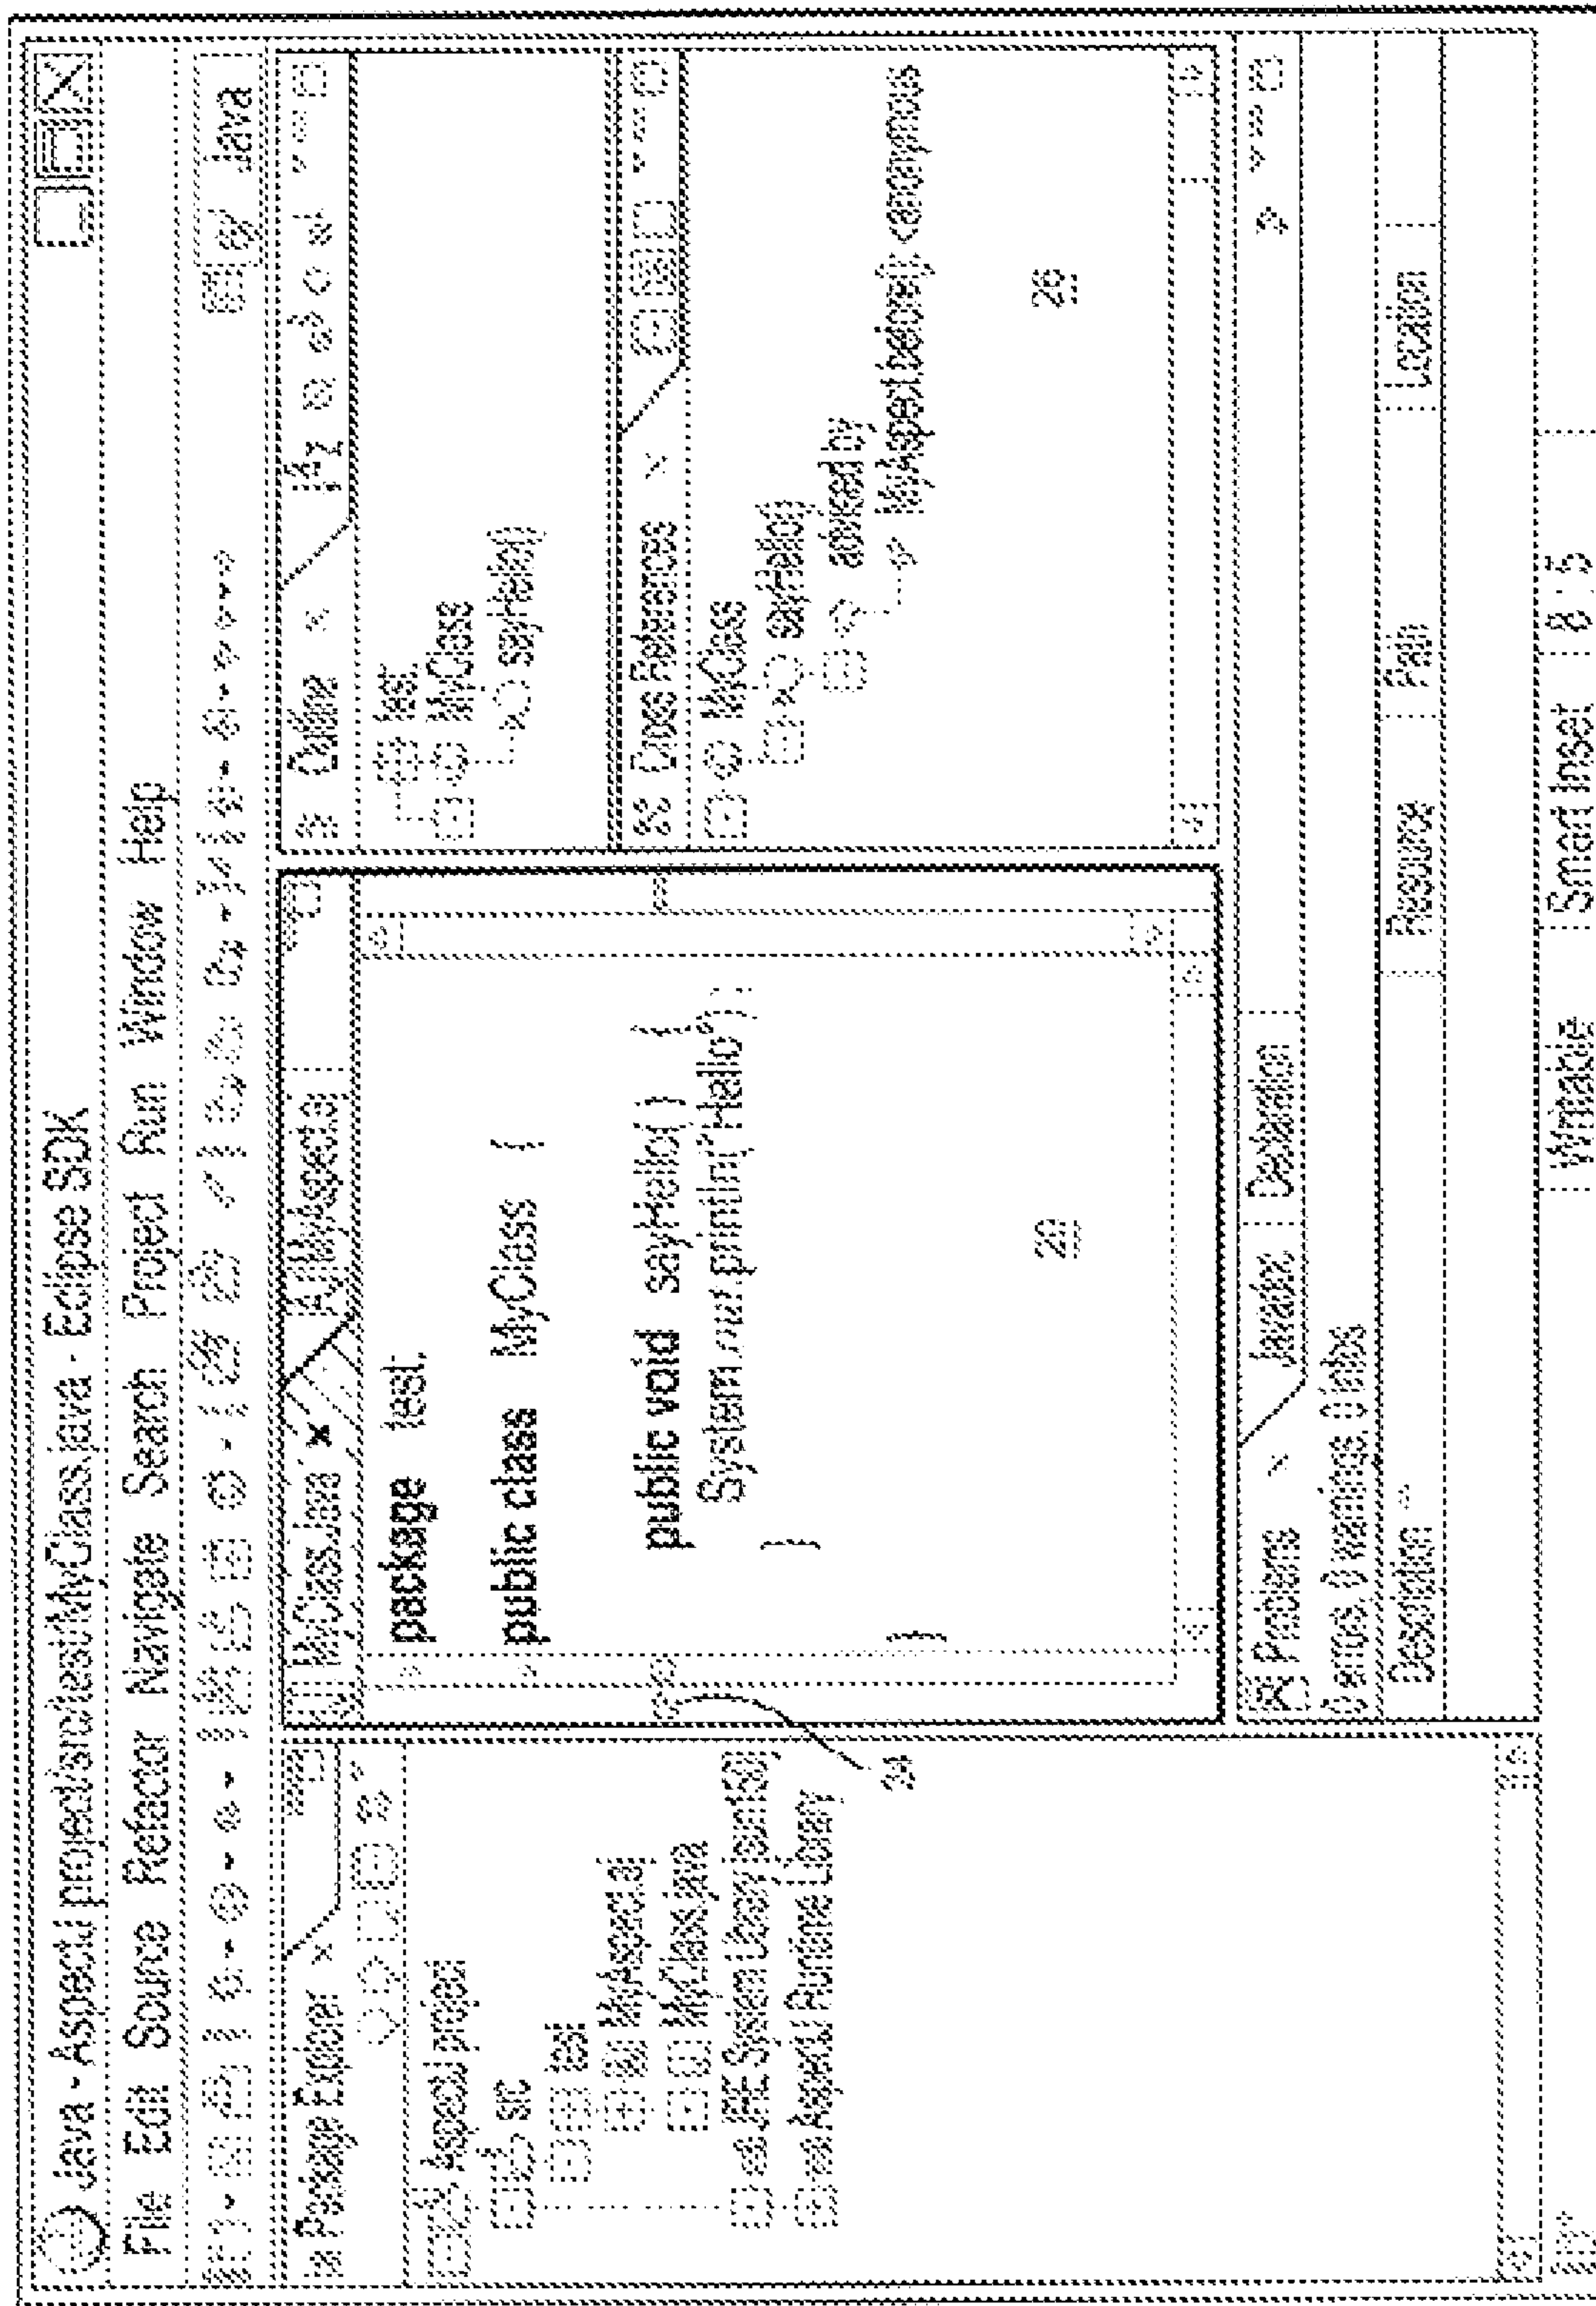 Java - AspectJ project/src/test/MyClass.java - Eclipse SDK
File Edit Source Refactor Navigate Search Project Run Window Help
Java
Package Explorer
AspectJ project
src
test
MyAspect.aj
MyClass.java
JRE System Library
AspectJ Runtime Library
34
MyClass.java
MyAspect.aj
package test;
public class MyClass {
public void sayHello() {
System.out.println("Hello");
}
}
20
Outline
test
MyClass
sayHello()
Cross References
MyClass
sayHello()
advised by
MyAspect.before(): <anonymous
26
Problems Javadoc Declaration
0 errors, 0 warnings, 0 infos
Description Resource Path Location
Writable Smart Inset 8 : 5